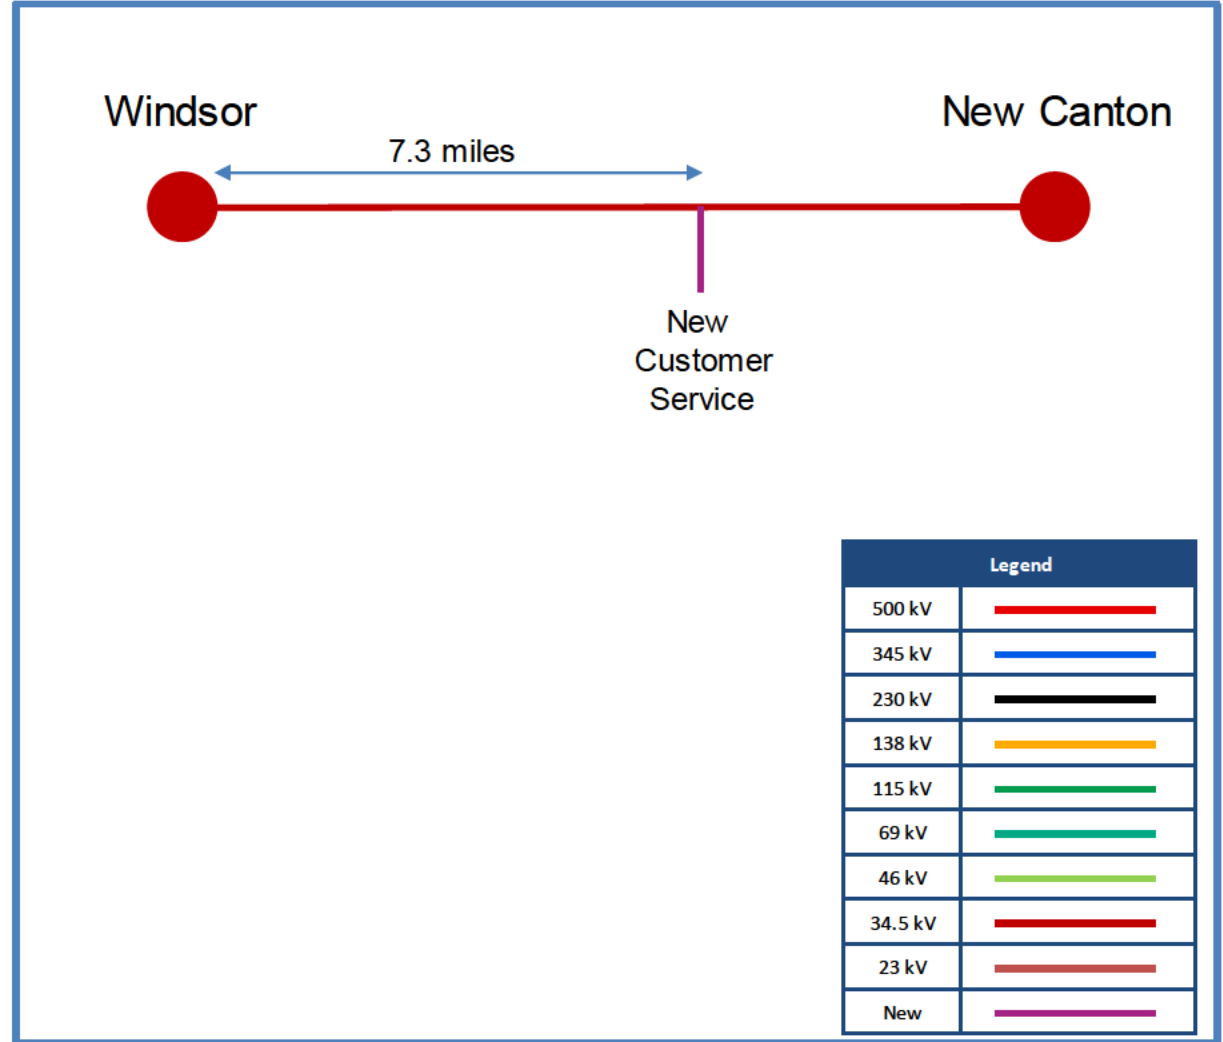 Windsor
New Canton
7.3 miles
New
Customer
Service
Legend
500 kV
345 kV
230 kV
138 kV
115 kV
69 kV
46 kV
34.5 kV
23 kV
New